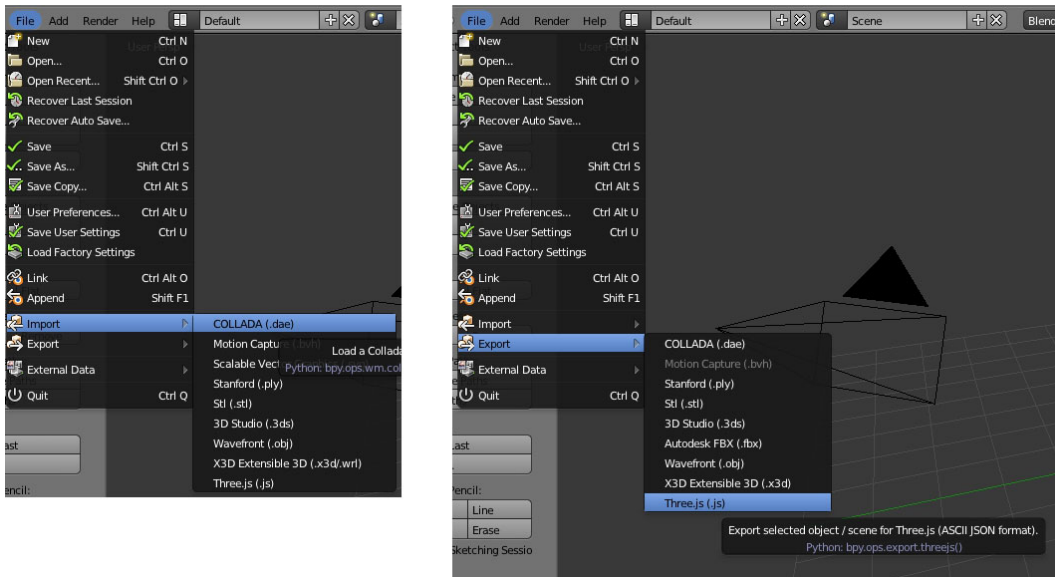 File Add Render Help Default
New Ctrl N
Open... Ctrl O
Open Recent... Shift Ctrl O
Recover Last Session
Recover Auto Save...
Save Ctrl S
Save As... Shift Ctrl S
Save Copy... Ctrl Alt S
User Preferences... Ctrl Alt U
Save User Settings Ctrl U
Load Factory Settings
Link Ctrl Alt O
Append Shift F1
Import
Export
External Data
Quit Ctrl Q
COLLADA (.dae)
Motion Capture (.bvh)
Scalable Vect
Stanford (.ply)
Stl (.stl)
3D Studio (.3ds)
Wavefront (.obj)
X3D Extensible 3D (.x3d/.wrl)
Three.js (.js)
Load a Collada
Python: bpy.ops.wm.col
ast
encil:
File Add Render Help Default Scene Blend
New Ctrl N
Open... Ctrl O
Open Recent... Shift Ctrl O
Recover Last Session
Recover Auto Save...
Save Ctrl S
Save As... Shift Ctrl S
Save Copy... Ctrl Alt S
User Preferences... Ctrl Alt U
Save User Settings Ctrl U
Load Factory Settings
Link Ctrl Alt O
Append Shift F1
Import
Export
External Data
Quit Ctrl Q
COLLADA (.dae)
Motion Capture (.bvh)
Stanford (.ply)
Stl (.stl)
3D Studio (.3ds)
Autodesk FBX (.fbx)
Wavefront (.obj)
X3D Extensible 3D (.x3d)
Three.js (.js)
Export selected object / scene for Three.js (ASCII JSON format).
Python: bpy.ops.export.threejs()
ast
Pencil:
Line
Erase
Sketching Sessio